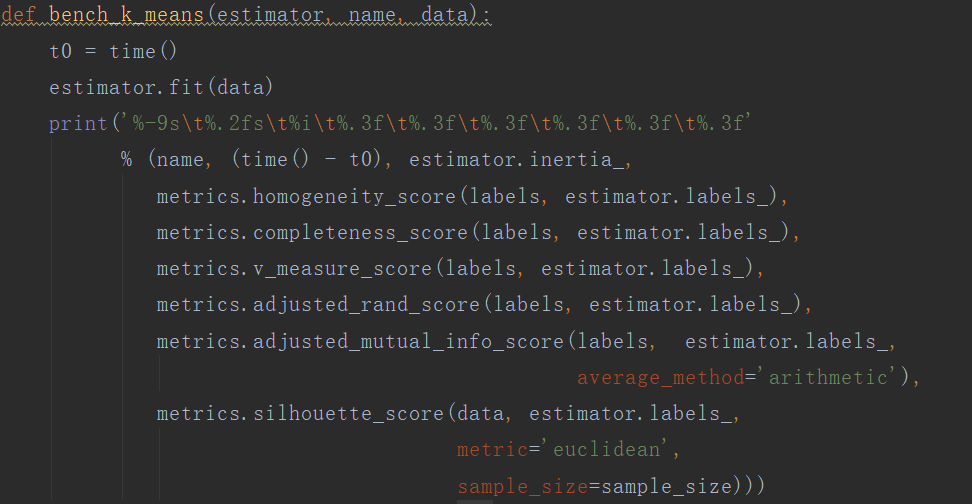 def bench_k_means(estimator, name, data):
    t0 = time()
    estimator.fit(data)
    print('%-9s\t%.2fs\t%i\t%.3f\t%.3f\t%.3f\t%.3f\t%.3f\t%.3f'
          % (name, (time() - t0), estimator.inertia_,
             metrics.homogeneity_score(labels, estimator.labels_),
             metrics.completeness_score(labels, estimator.labels_),
             metrics.v_measure_score(labels, estimator.labels_),
             metrics.adjusted_rand_score(labels, estimator.labels_),
             metrics.adjusted_mutual_info_score(labels,  estimator.labels_,
                                                average_method='arithmetic'),
             metrics.silhouette_score(data, estimator.labels_,
                                      metric='euclidean',
                                      sample_size=sample_size)))